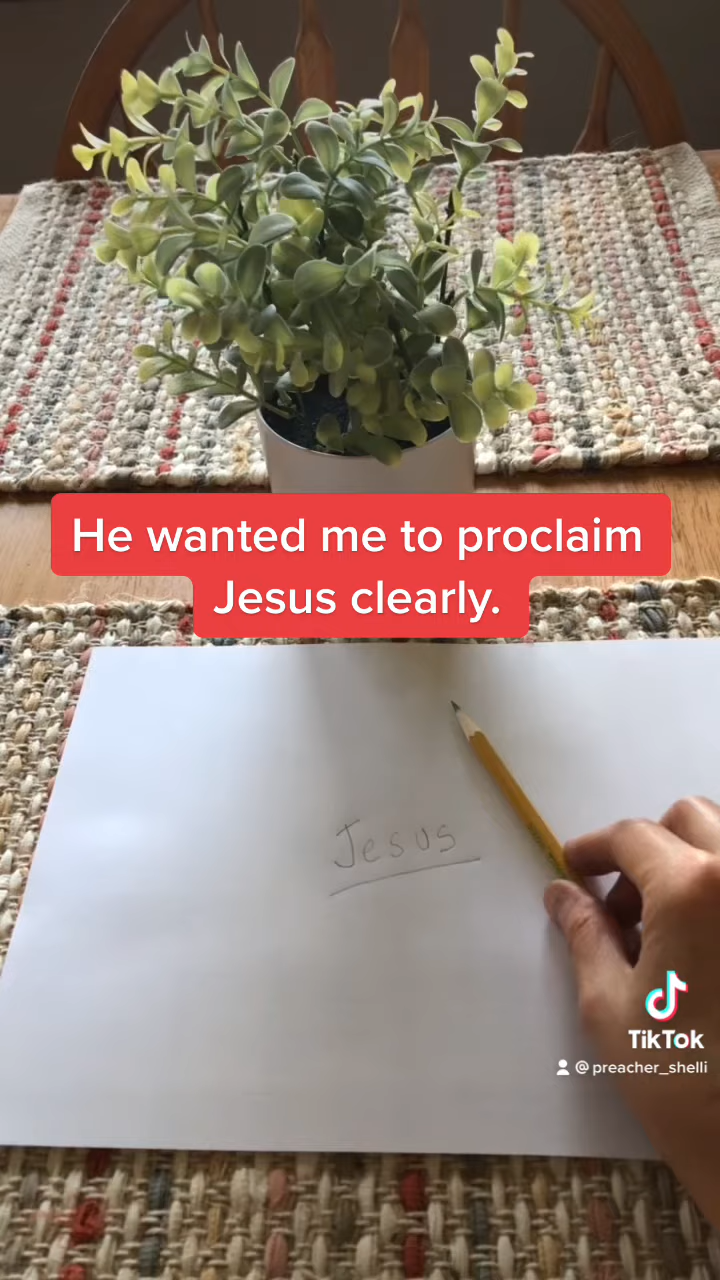 He wanted me to proclaim
Jesus clearly.
Jesus
TikTok
@preacher_shelli